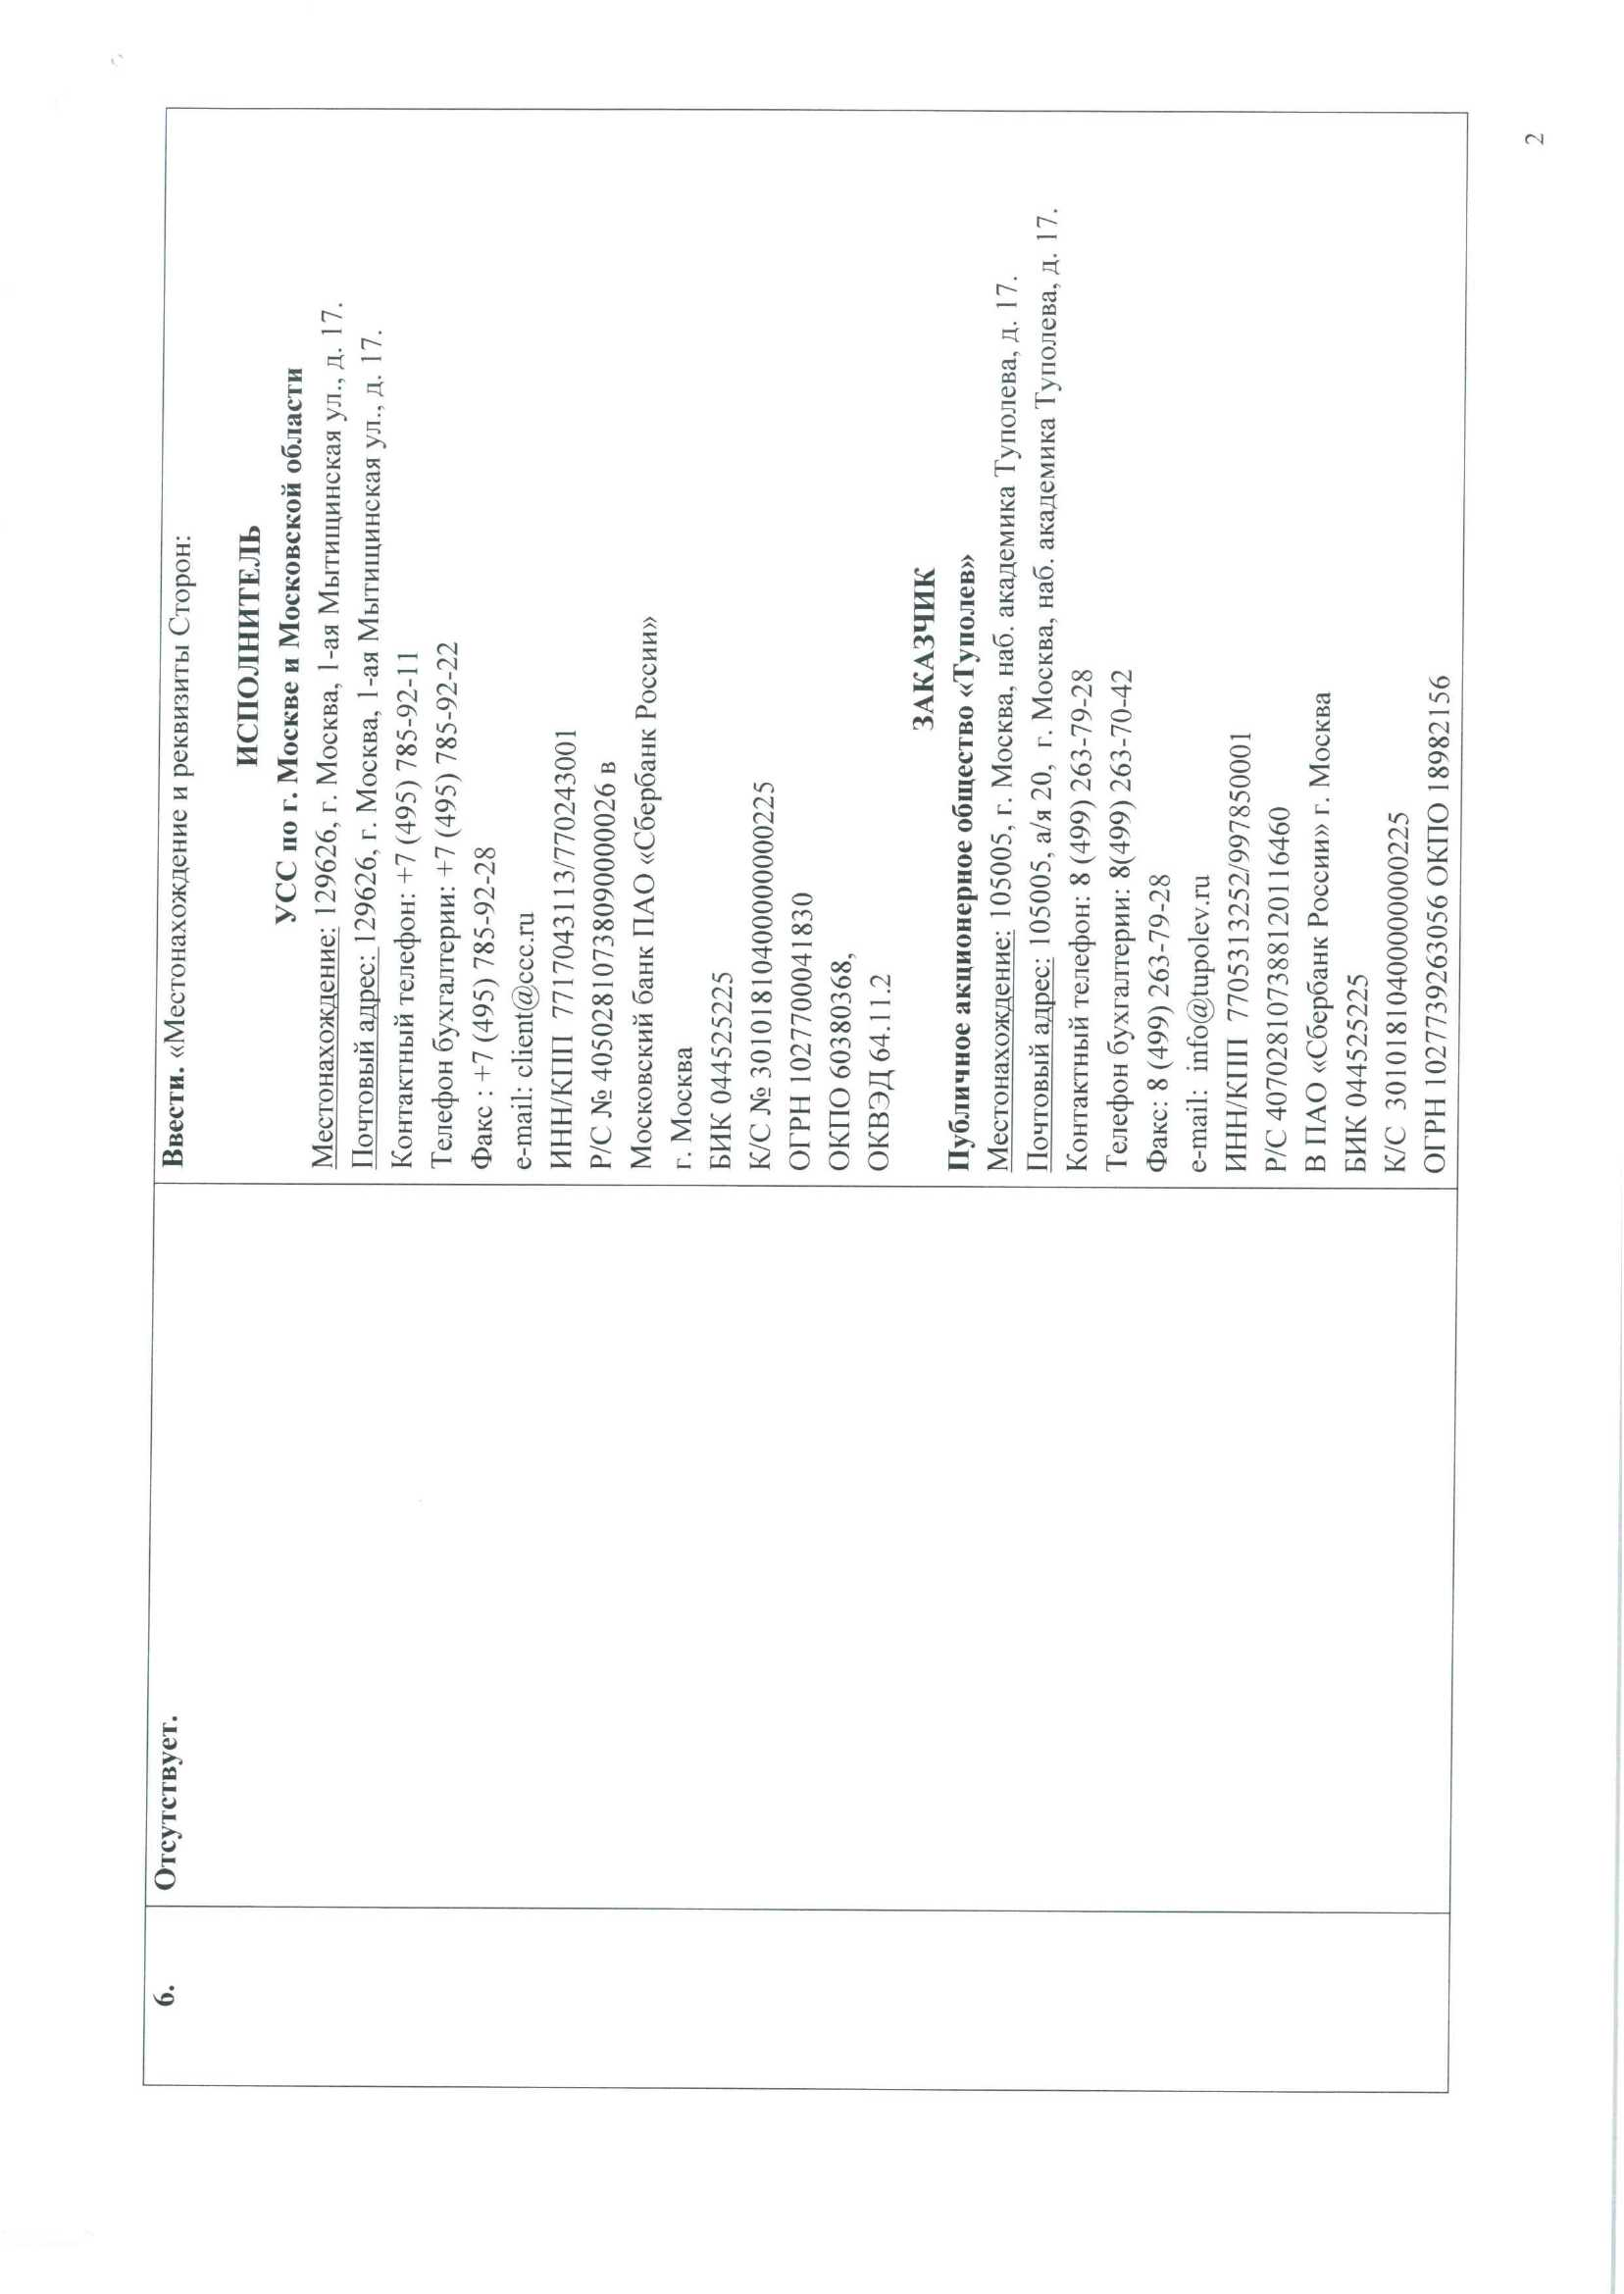 6.
Отсутствует.
Ввести. «Местонахождение и реквизиты Сторон:
ИСПОЛНИТЕЛЬ
УСС по г. Москве и Московской области
Местонахождение: 129626, г. Москва, 1-ая Мытищинская ул., д. 17.
Почтовый адрес: 129626, г. Москва, 1-ая Мытищинская ул., д. 17.
Контактный телефон: +7 (495) 785-92-11
Телефон бухгалтерии: +7 (495) 785-92-22
Факс : +7 (495) 785-92-28
e-mail: client@ccc.ru
ИНН/КПП 7717043113/770243001
Р/С № 40502810738090000026 в
Московский банк ПАО «Сбербанк России»
г. Москва
БИК 044525225
К/С № 30101810400000000225
ОГРН 1027700041830
ОКПО 60380368,
ОКВЭД 64.11.2
ЗАКАЗЧИК
Публичное акционерное общество «Туполев»
Местонахождение: 105005, г. Москва, наб. академика Туполева, д. 17.
Почтовый адрес: 105005, а/я 20, г. Москва, наб. академика Туполева, д. 17.
Контактный телефон: 8 (499) 263-79-28
Телефон бухгалтерии: 8(499) 263-70-42
Факс: 8 (499) 263-79-28
e-mail: info@tupolev.ru
ИНН/КПП 7705313252/997850001
Р/С 40702810738812011646​0
В ПАО «Сбербанк России» г. Москва
БИК 044525225
К/С 30101810400000000225
ОГРН 1027739263056 ОКПО 18982156
2